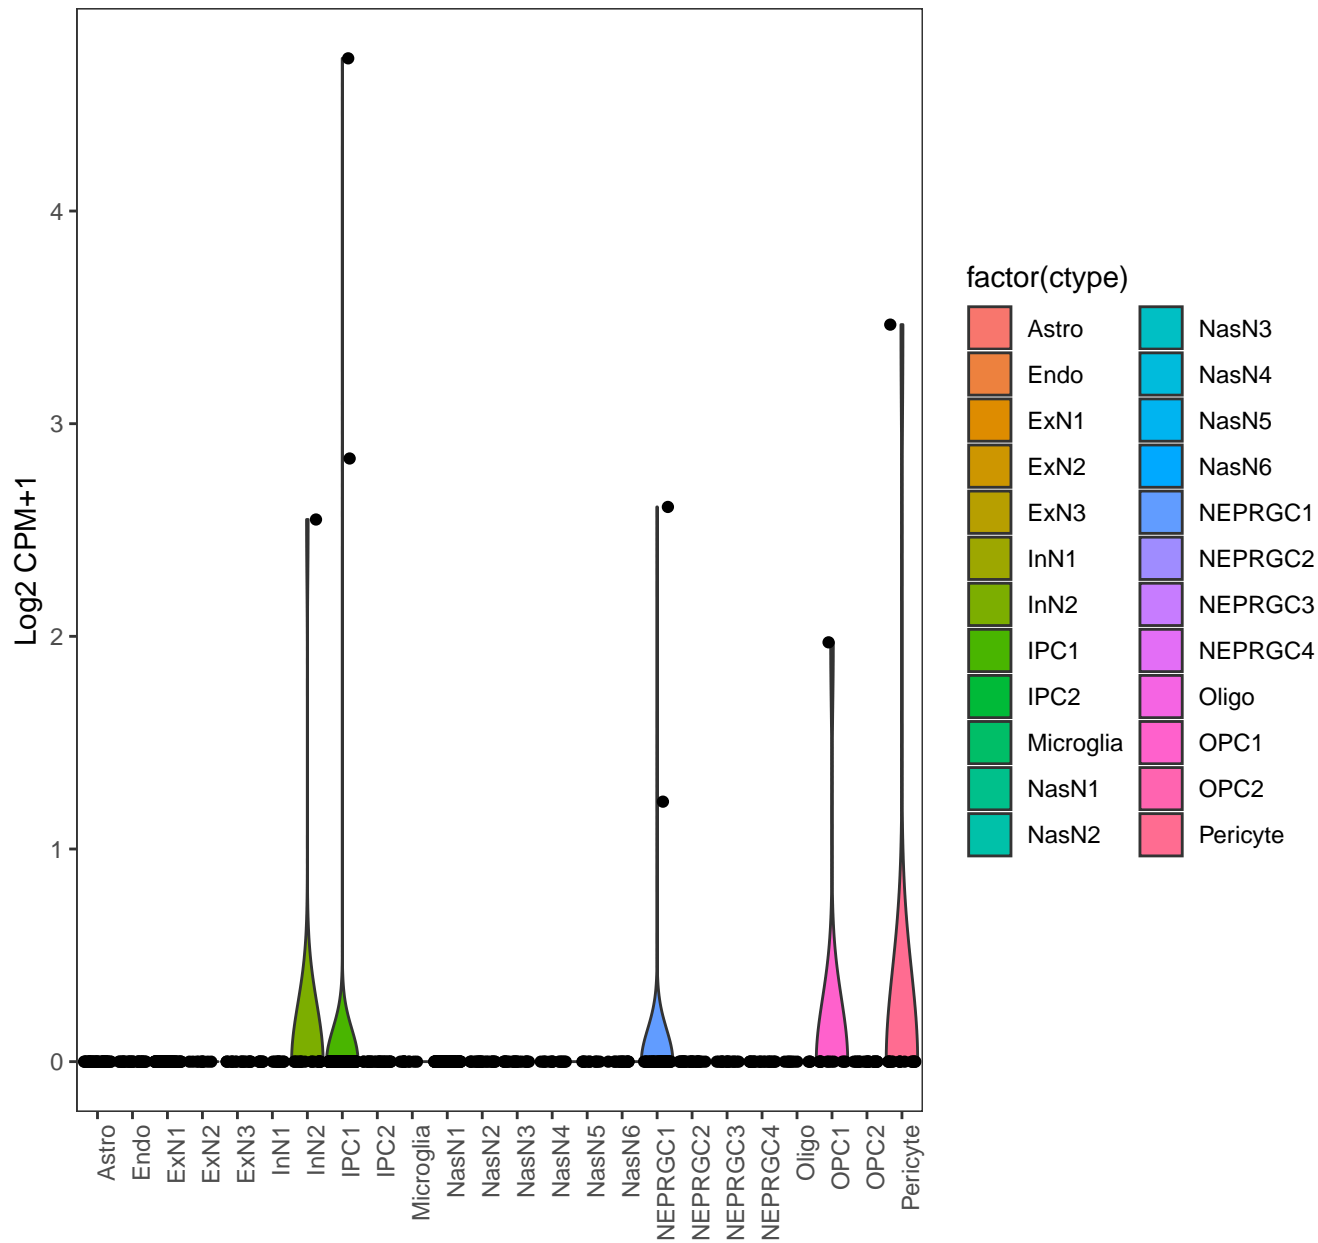 Log2 CPM+1
4
3
2
1
0
Astro
Endo
ExN1
ExN2
ExN3
InN1
InN2
IPC1
IPC2
Microglia
NasN1
NasN2
NasN3
NasN4
NasN5
NasN6
NEPRGC1
NEPRGC2
NEPRGC3
NEPRGC4
Oligo
OPC1
OPC2
Pericyte
factor(ctype)
Astro
Endo
ExN1
ExN2
ExN3
InN1
InN2
IPC1
IPC2
Microglia
NasN1
NasN2
NasN3
NasN4
NasN5
NasN6
NEPRGC1
NEPRGC2
NEPRGC3
NEPRGC4
Oligo
OPC1
OPC2
Pericyte